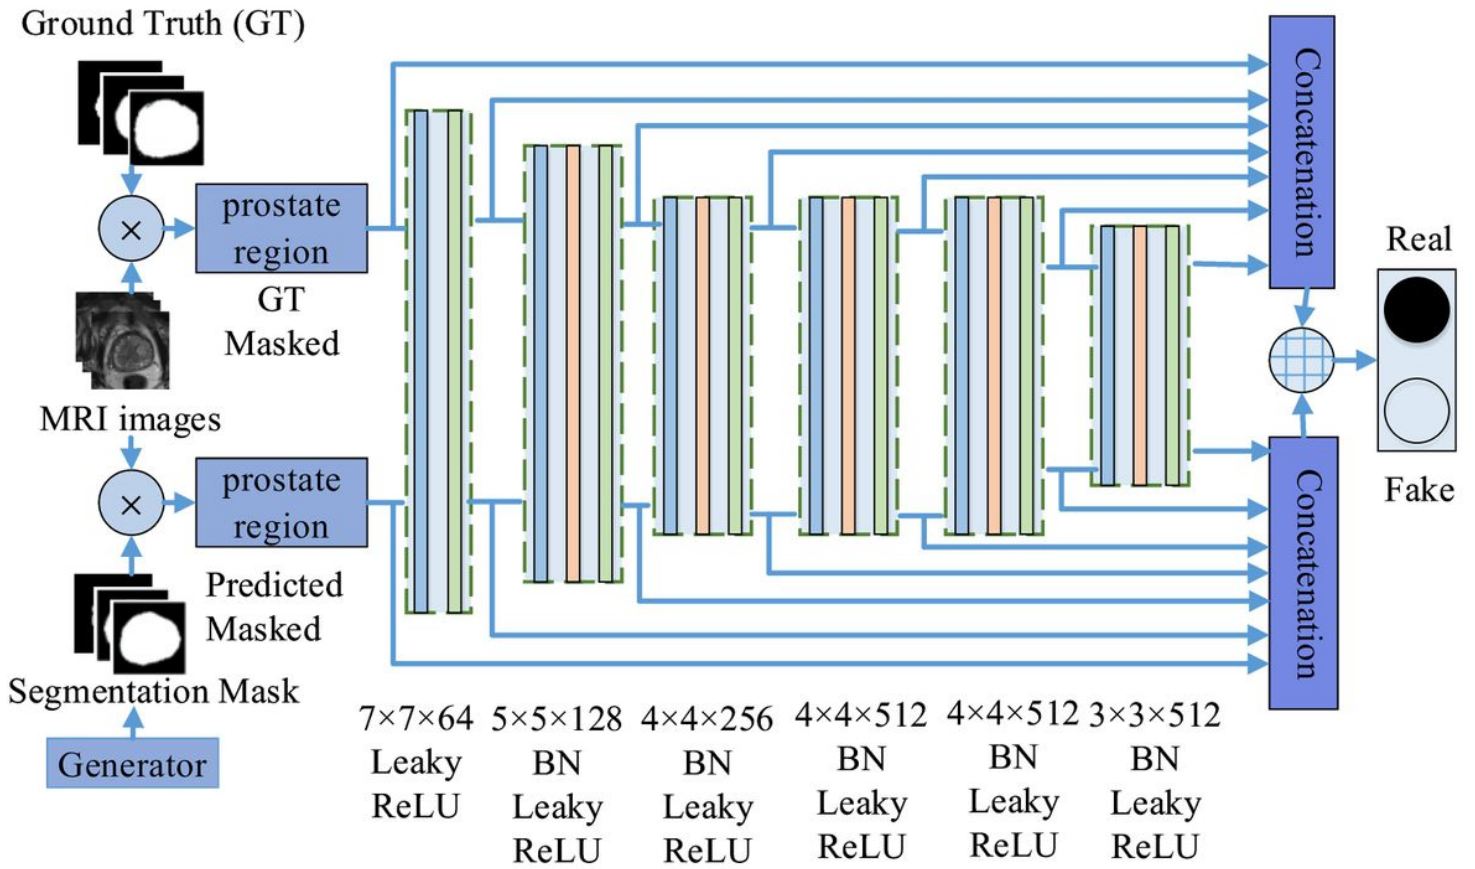 Ground Truth (GT)
×
prostate
region
GT
Masked
MRI images
×
prostate
region
Predicted
Masked
Segmentation Mask
Generator
7×7×64
Leaky
ReLU
5×5×128
BN
Leaky
ReLU
4×4×256
BN
Leaky
ReLU
4×4×512
BN
Leaky
ReLU
4×4×512
BN
Leaky
ReLU
3×3×512
BN
Leaky
ReLU
Concatenation
Concatenation
Real
Fake